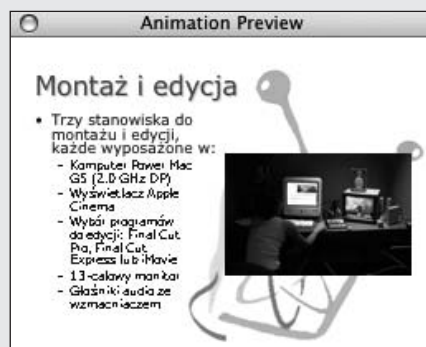 Animation Preview
Montaż i edycja
• Trzy stanowiska do
montażu i edycji,
każde wyposażone w:
– Komputer Power Mac
G5 (2.0 GHz DP)
– Wyświetlacz Apple
Cinema
– Wybór programów
do edycji: Final Cut
Pro, Final Cut
Express lub iMovie
– 13-calowy monitor
– Głośniki audio ze
wzmacniaczem